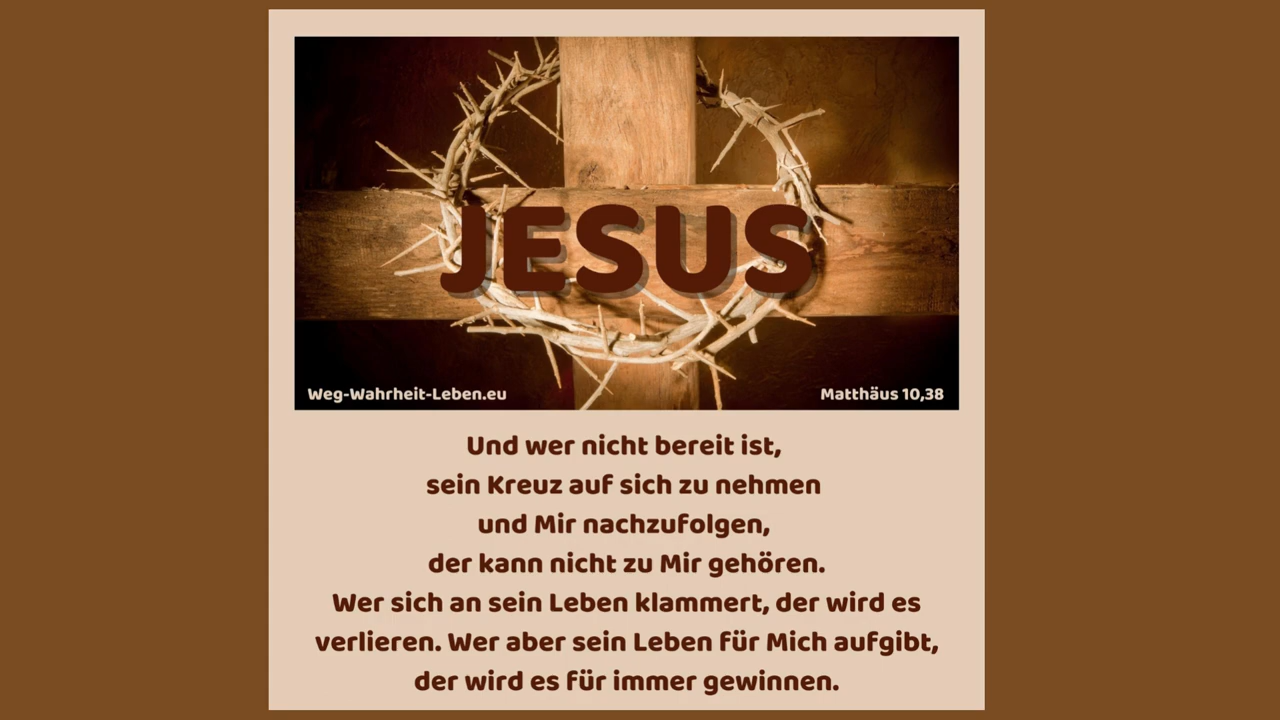 JESUS
Weg-Wahrheit-Leben.eu
Matthäus 10,38
Und wer nicht bereit ist,
sein Kreuz auf sich zu nehmen
und Mir nachzufolgen,
der kann nicht zu Mir gehören.
Wer sich an sein Leben klammert, der wird es
verlieren. Wer aber sein Leben für Mich aufgibt,
der wird es für immer gewinnen.